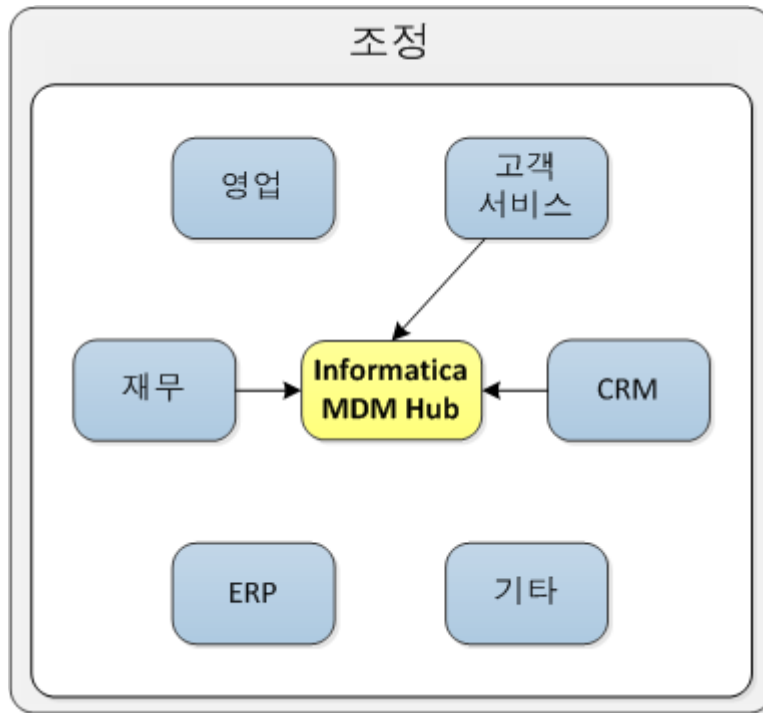 조정
영업
고객
서비스
재무
Informatica
MDM Hub
CRM
ERP
기타